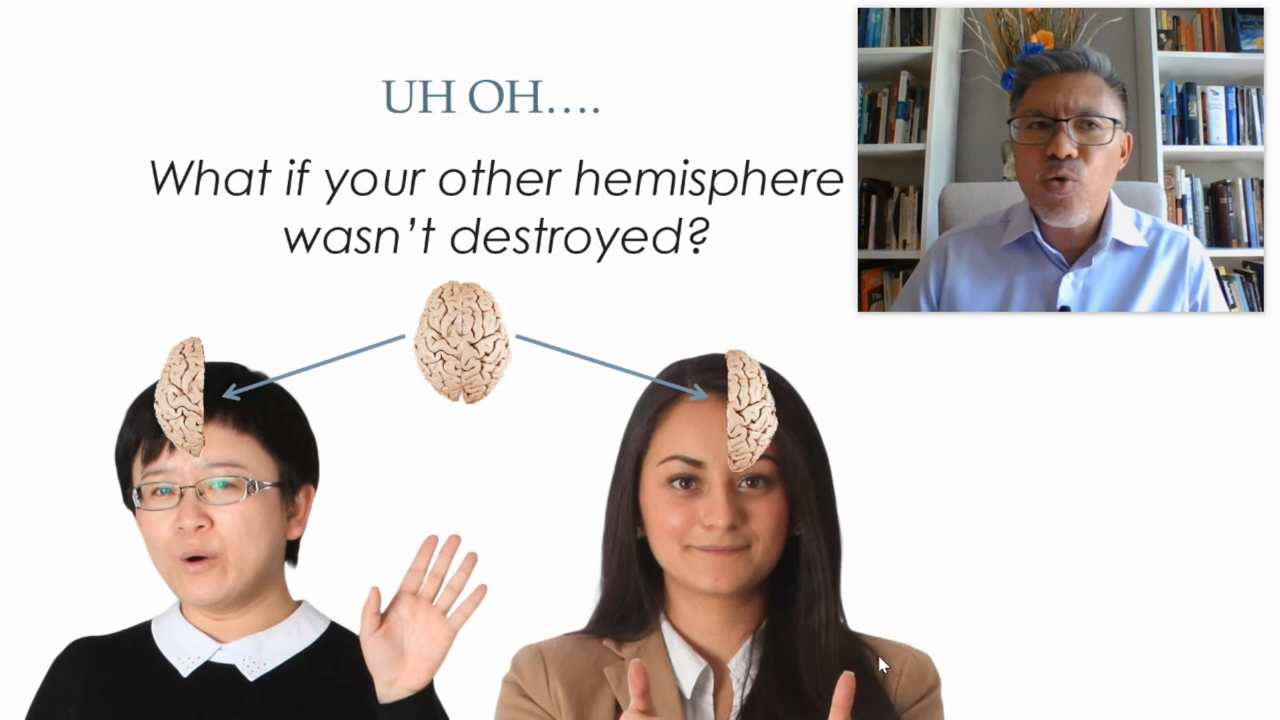 UH OH….
What if your other hemisphere
wasn’t destroyed?